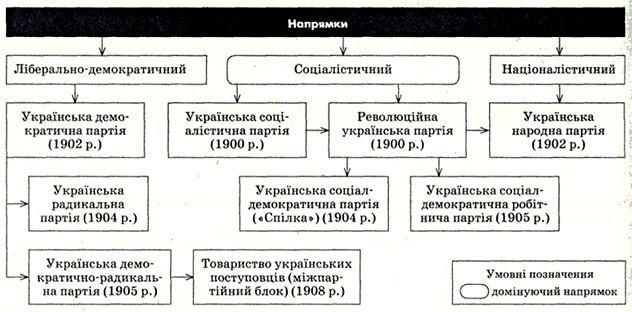 Напрямки
Ліберально-демократичний
Соціалістичний
Націоналістичний
Українська демо-
кратична партія
(1902 р.)
Українська соці-
алістична партія
(1900 р.)
Революційна
українська партія
(1900 р.)
Українська
народна партія
(1902 р.)
Українська
радикальна
партія (1904 р.)
Українська соціал-
демократична партія
(«Спілка») (1904 р.)
Українська соціал-
демократична робіт-
нича партія (1905 р.)
Українська демо-
кратично-радикаль-
на партія (1905 р.)
Товариство українських
поступовців (міжпар-
тійний блок) (1908 р.)
Умовні позначення
домінуючий напрямок